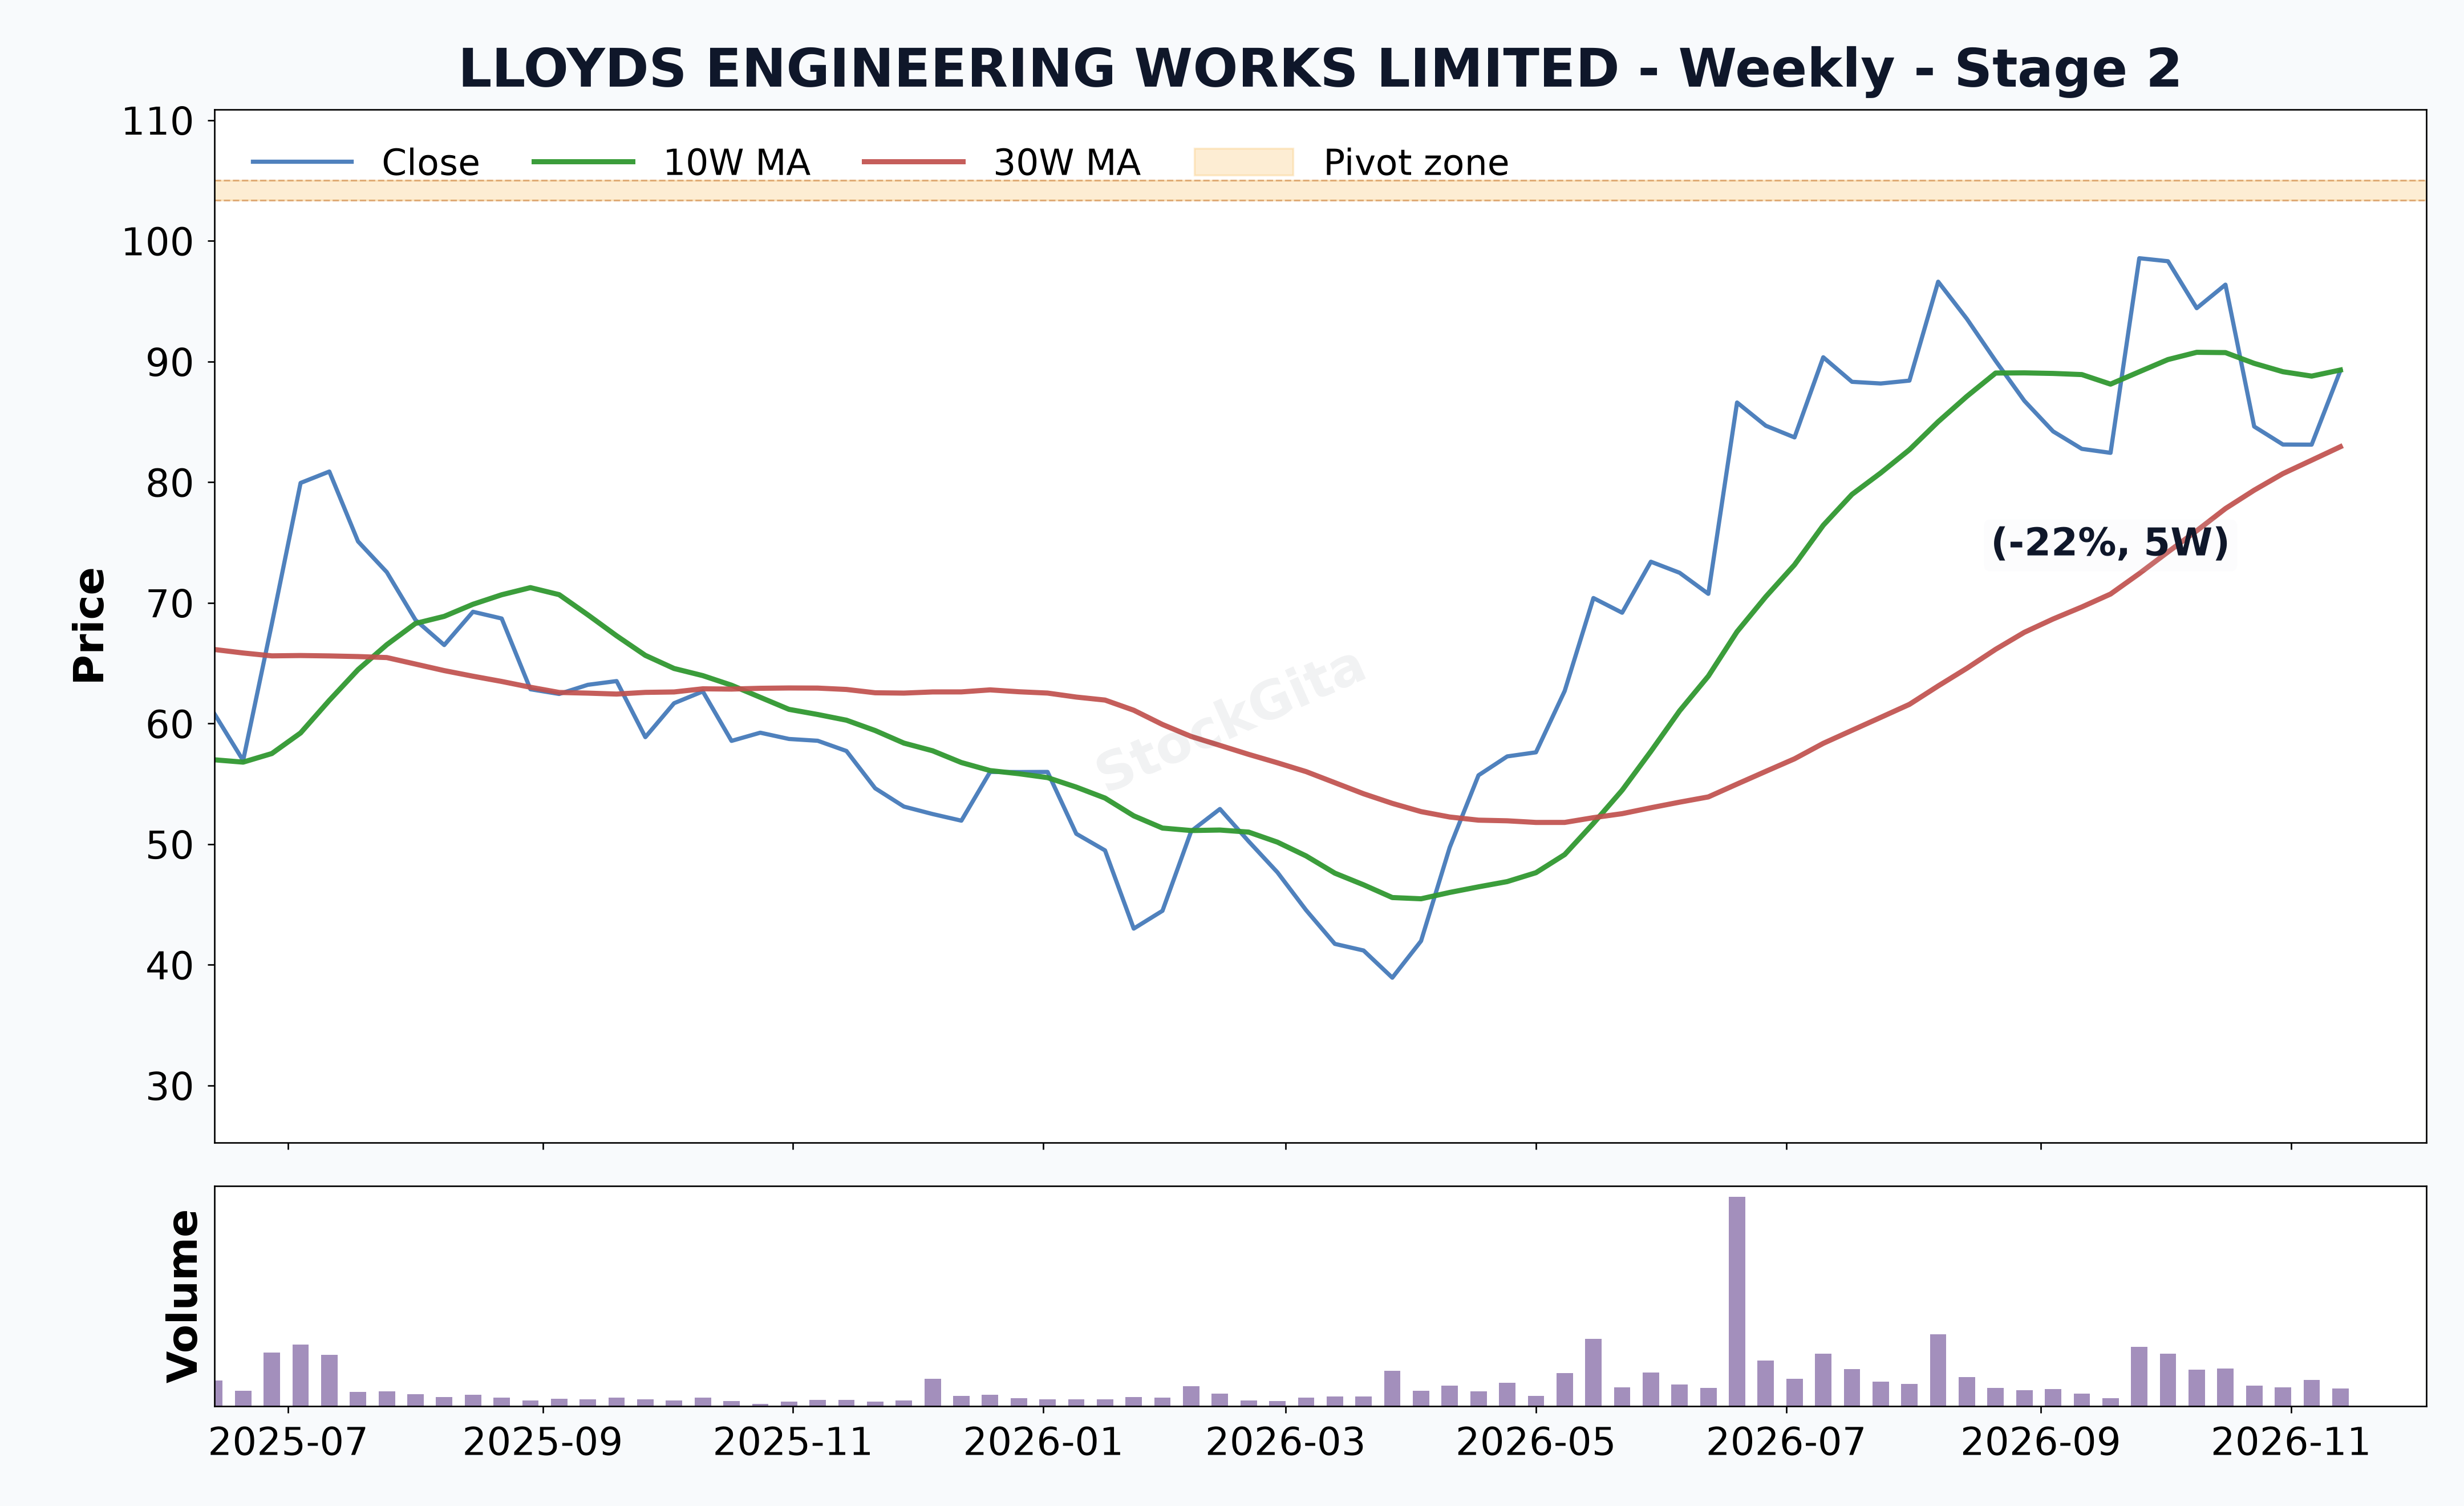 LLOYDS ENGINEERING WORKS LIMITED - Weekly - Stage 2
Close 10W MA 30W MA Pivot zone
Price
110
100
90
80
70
60
50
40
30
(-22%, 5W)
StockGita
Volume
2025-07 2025-09 2025-11 2026-01 2026-03 2026-05 2026-07 2026-09 2026-11